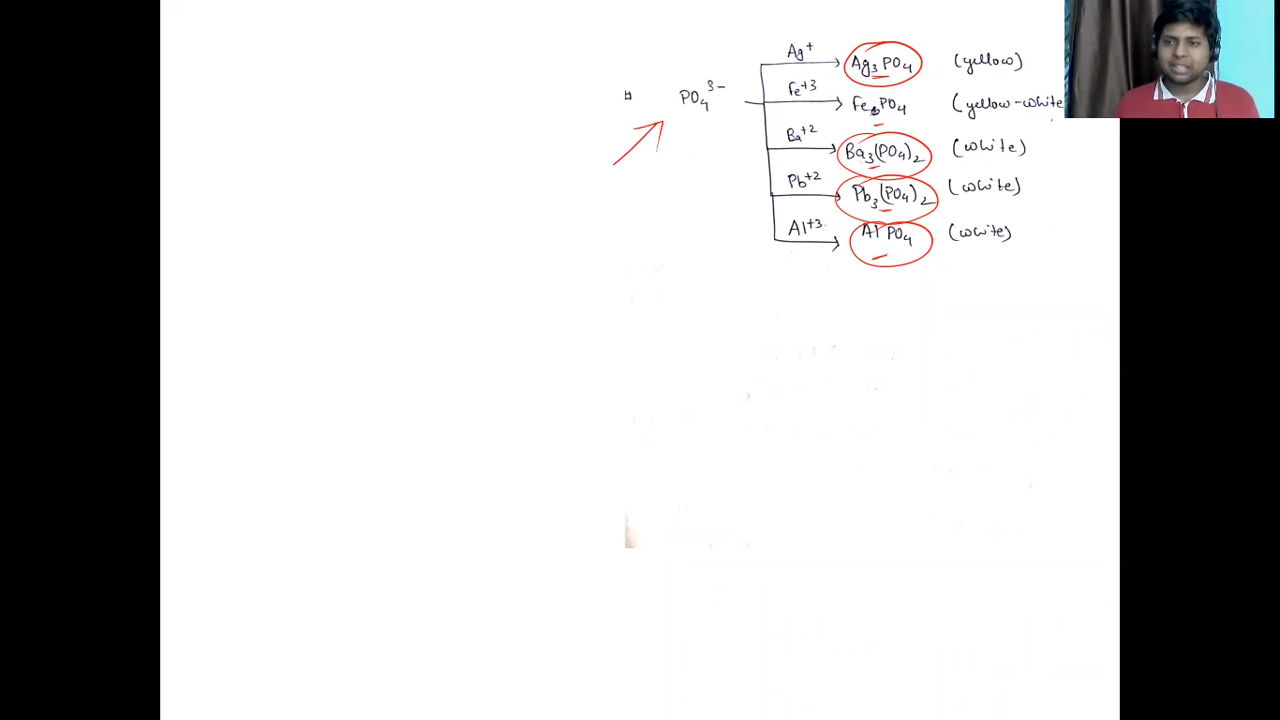 Ag+ Ag3PO4 (yellow)
# PO4 3- Fe+3 FePO4 (yellow-white
Ba+2 Ba3(PO4)2 (white)
Pb+2 Pb3(PO4)2 (white)
Al+3 AlPO4 (white)